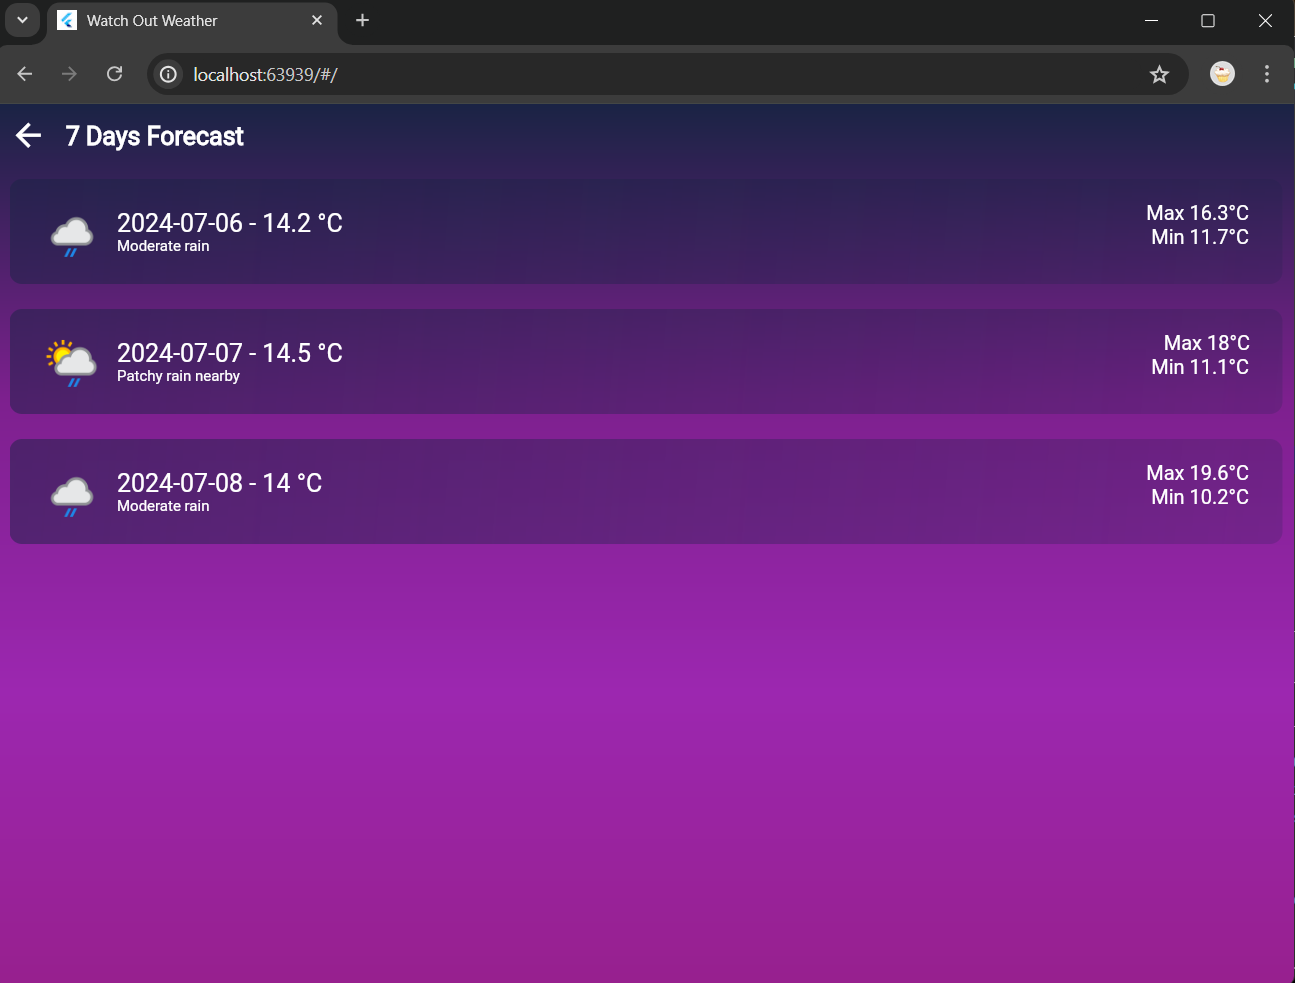 Watch Out Weather
localhost:63939/#/
7 Days Forecast
2024-07-06 - 14.2 °C
Moderate rain
Max 16.3°C
Min 11.7°C
2024-07-07 - 14.5 °C
Patchy rain nearby
Max 18°C
Min 11.1°C
2024-07-08 - 14 °C
Moderate rain
Max 19.6°C
Min 10.2°C